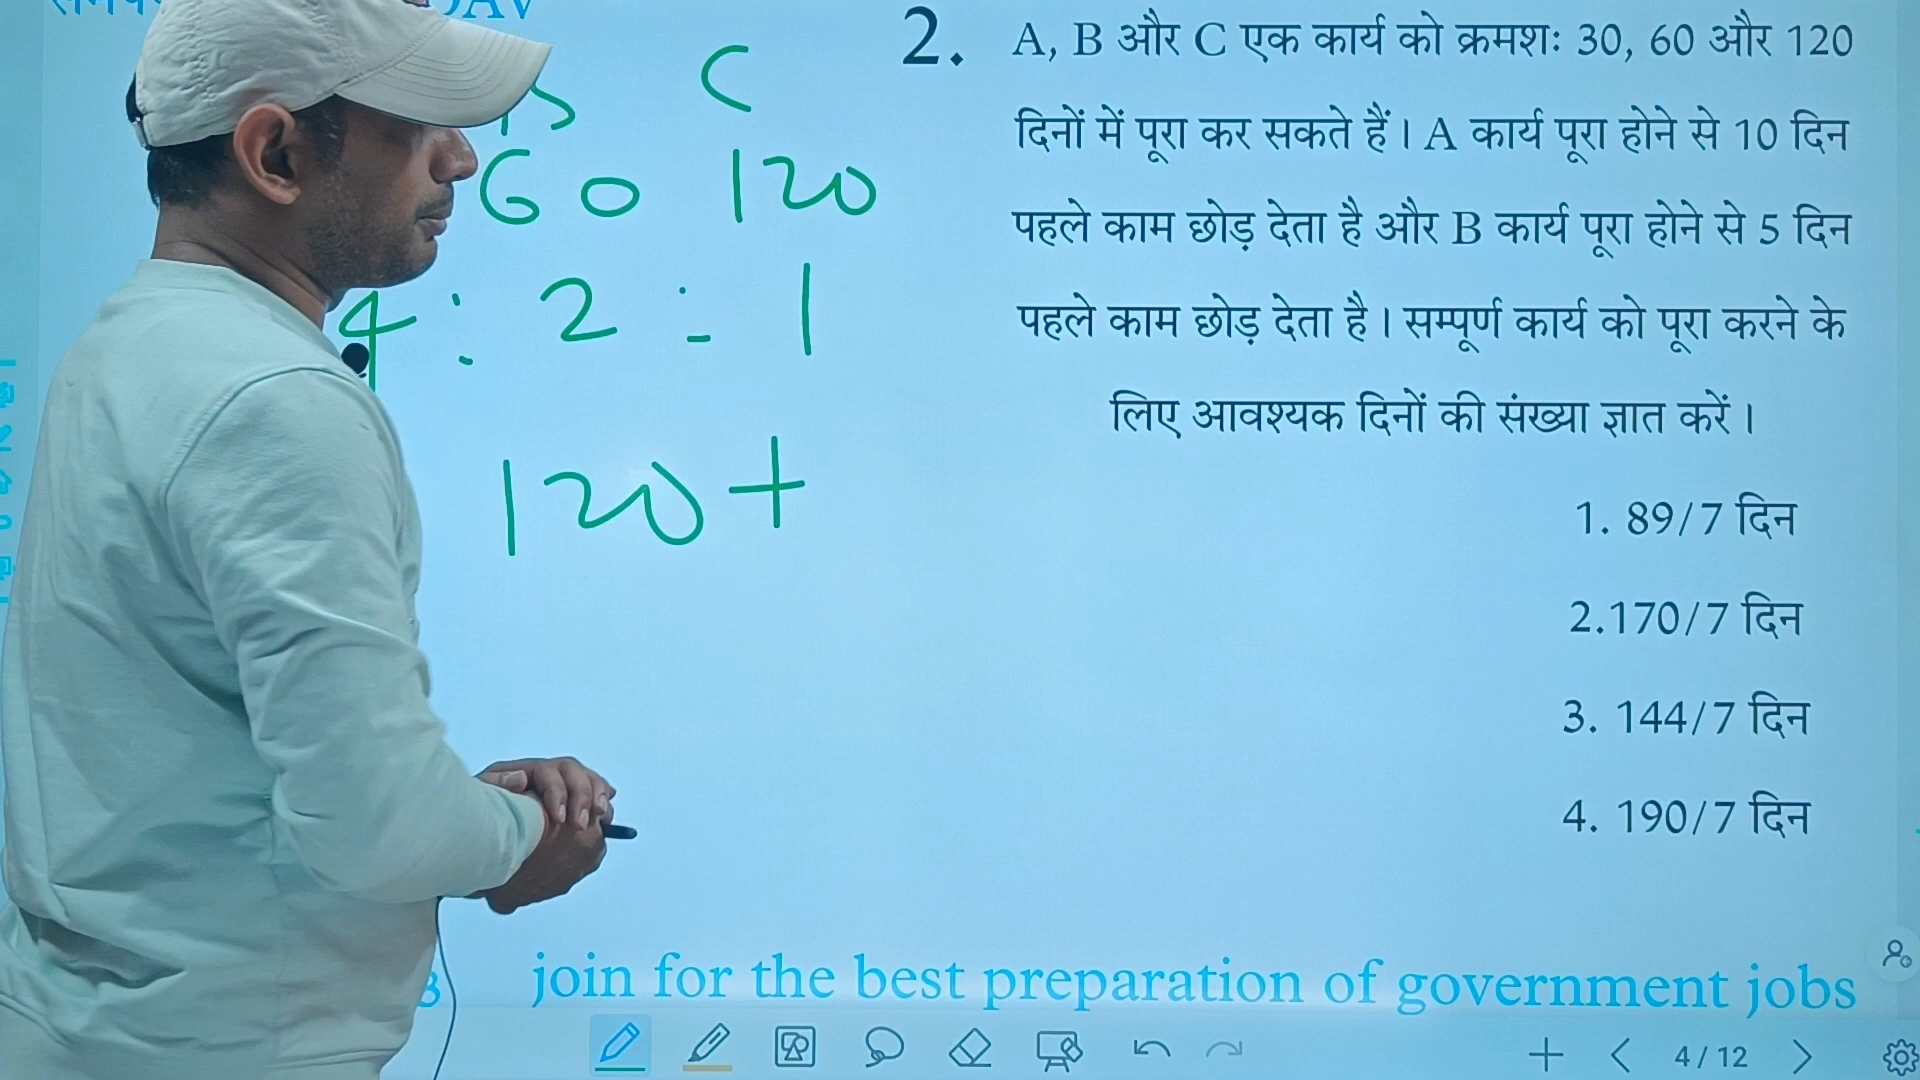 2. A, B और C एक कार्य को क्रमशः 30, 60 और 120
दिनों में पूरा कर सकते हैं। A कार्य पूरा होने से 10 दिन
पहले काम छोड़ देता है और B कार्य पूरा होने से 5 दिन
पहले काम छोड़ देता है। सम्पूर्ण कार्य को पूरा करने के
लिए आवश्यक दिनों की संख्या ज्ञात करें।
1. 89/7 दिन
2.170/7 दिन
3. 144/7 दिन
4. 190/7 दिन
C
60 120
4 : 2 : 1
120 +
join for the best preparation of government jobs
4/12